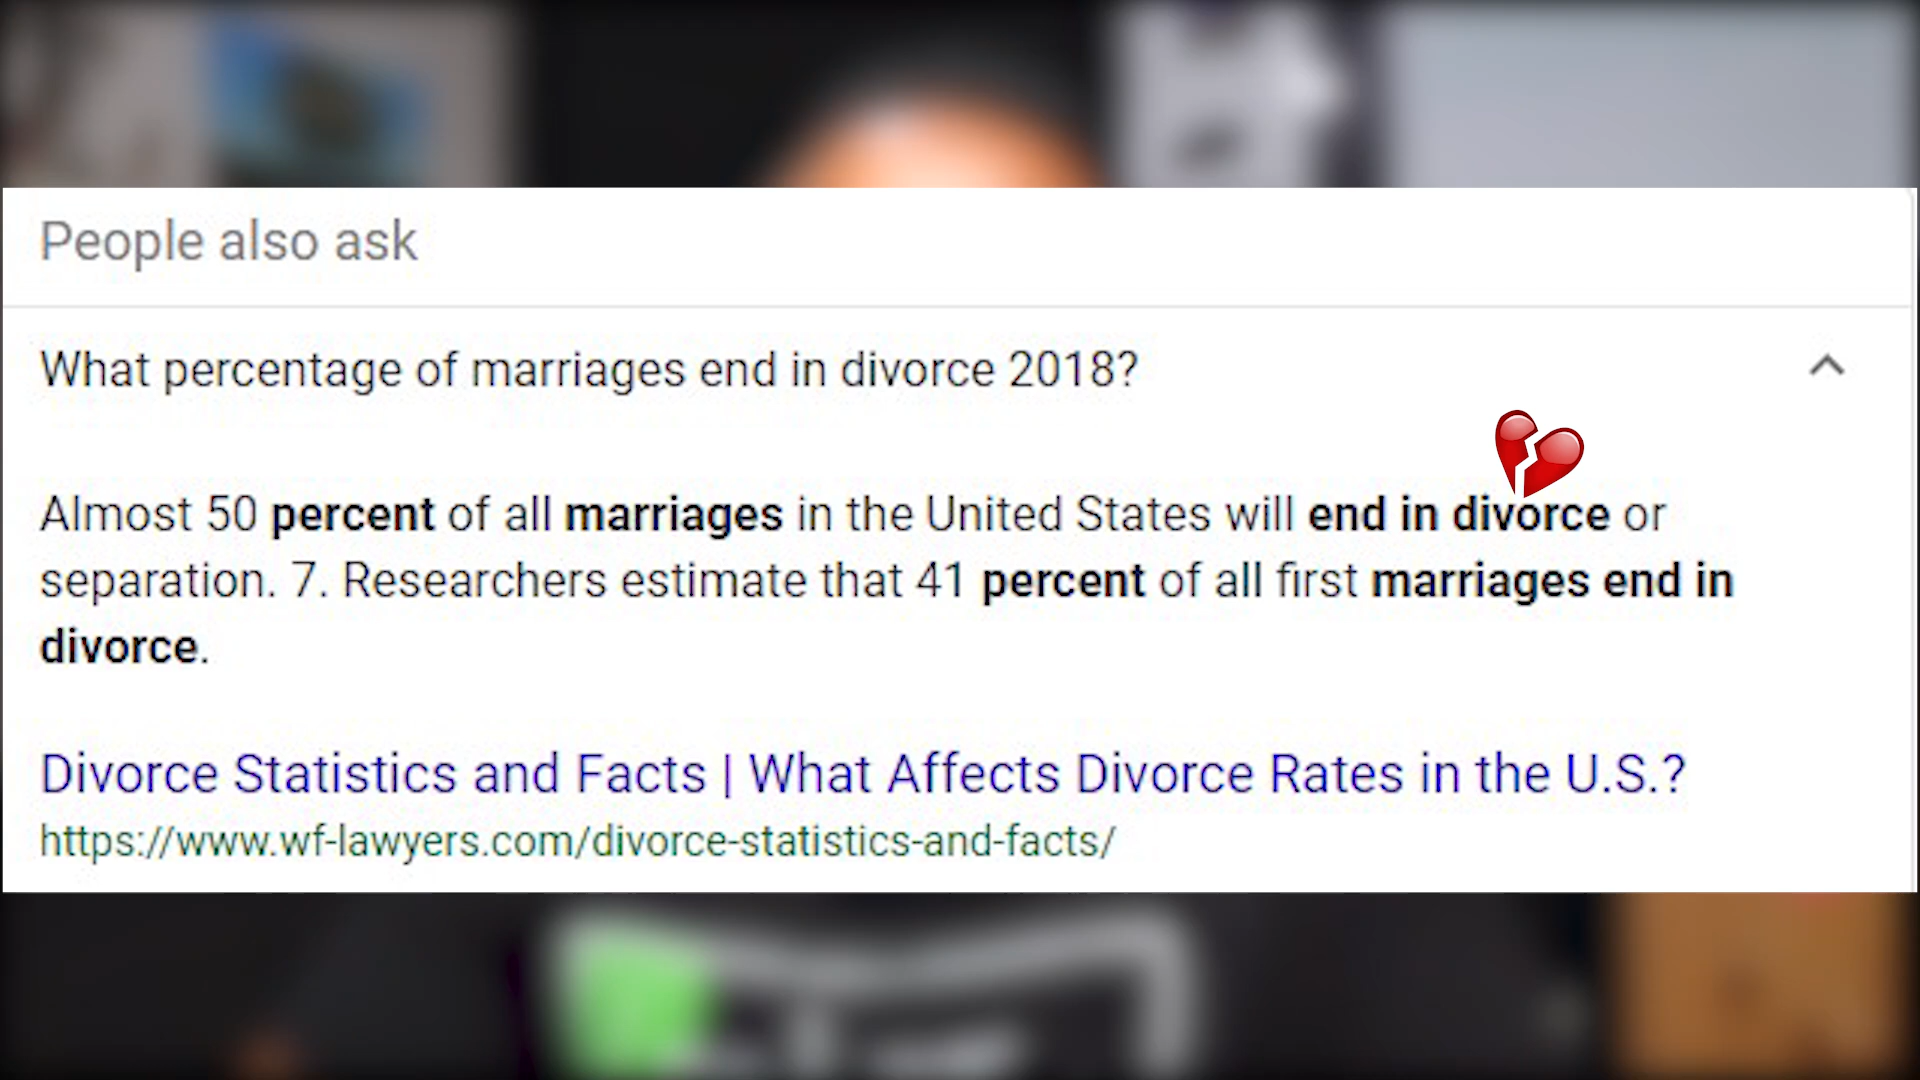 People also ask
What percentage of marriages end in divorce 2018?
Almost 50 percent of all marriages in the United States will end in divorce or
separation. 7. Researchers estimate that 41 percent of all first marriages end in
divorce.
Divorce Statistics and Facts | What Affects Divorce Rates in the U.S.?
https://www.wf-lawyers.com/divorce-statistics-and-facts/